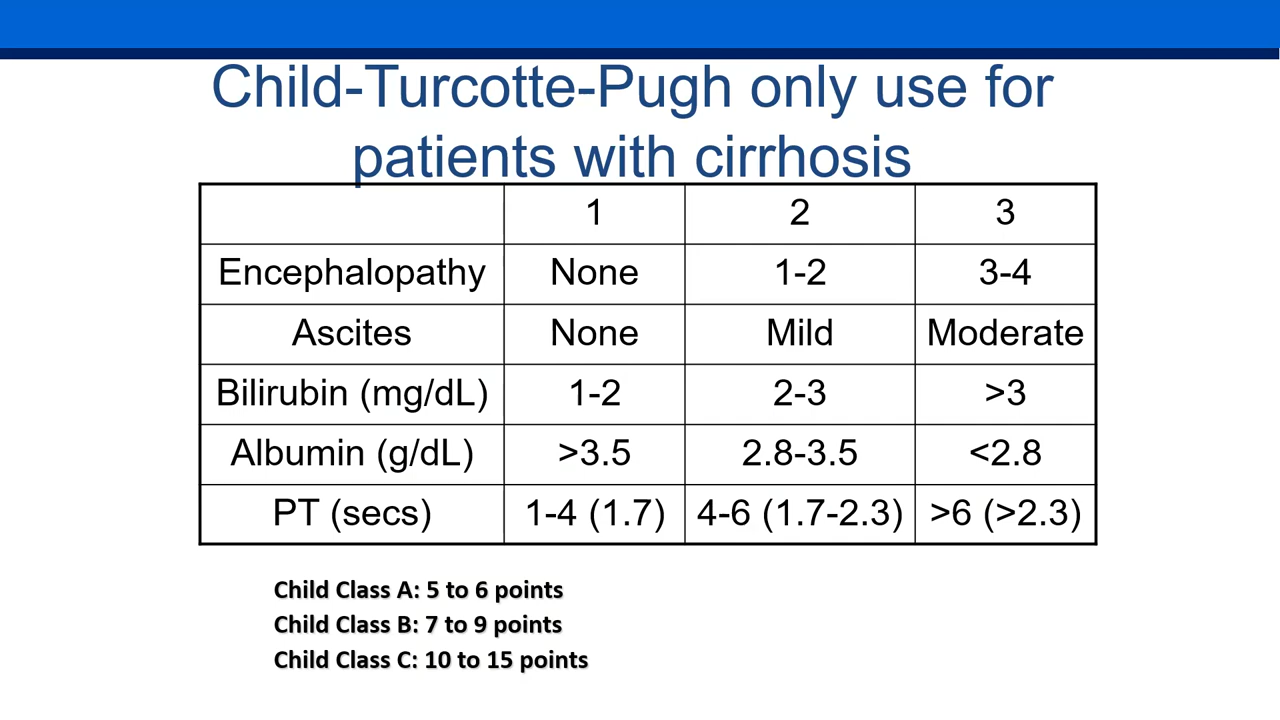 Child-Turcotte-Pugh only use for
patients with cirrhosis
1 2 3
Encephalopathy None 1-2 3-4
Ascites None Mild Moderate
Bilirubin (mg/dL) 1-2 2-3 >3
Albumin (g/dL) >3.5 2.8-3.5 <2.8
PT (secs) 1-4 (1.7) 4-6 (1.7-2.3) >6 (>2.3)
Child Class A: 5 to 6 points
Child Class B: 7 to 9 points
Child Class C: 10 to 15 points